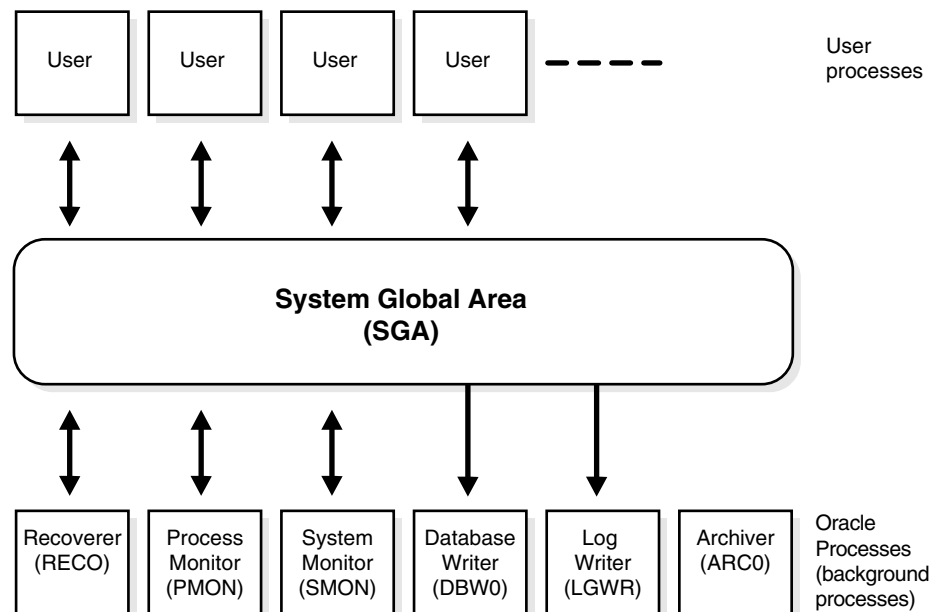 User
User
User
User
User
processes
System Global Area
(SGA)
Recoverer
(RECO)
Process
Monitor
(PMON)
System
Monitor
(SMON)
Database
Writer
(DBW0)
Log
Writer
(LGWR)
Archiver
(ARC0)
Oracle
Processes
(background
processes)